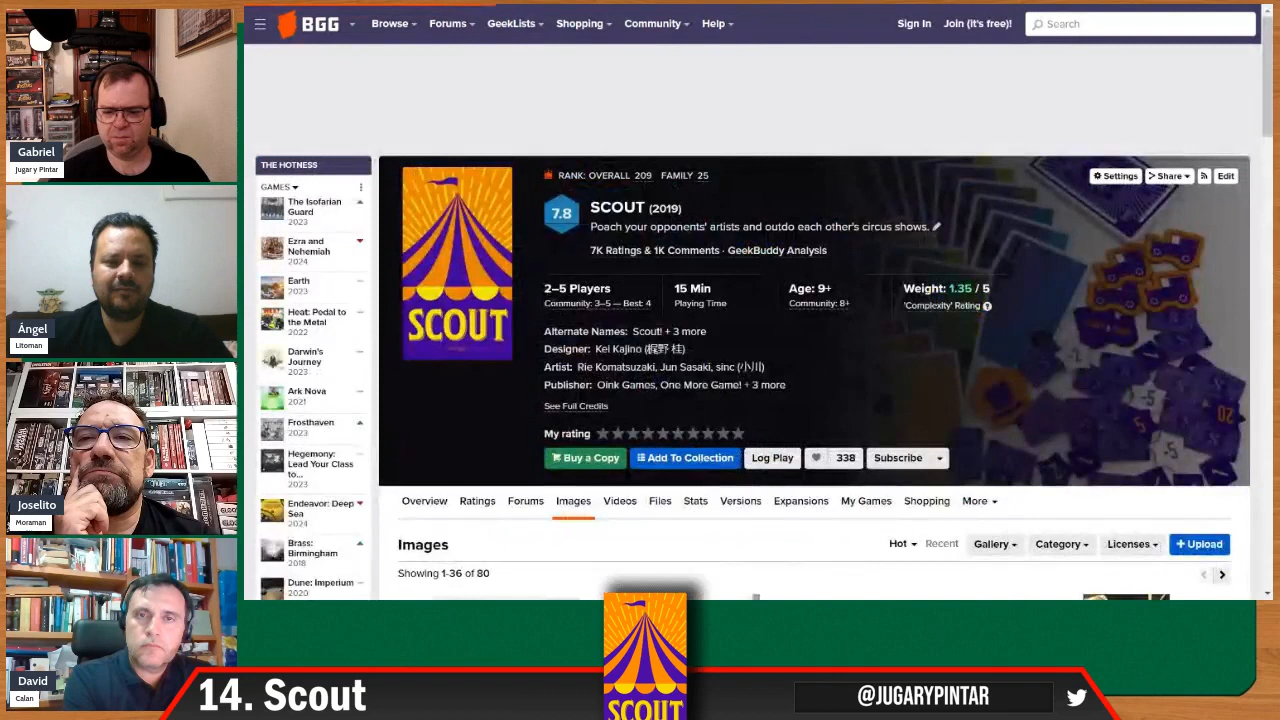 BGG
Browse
Forums
GeekLists
Shopping
Community
Help
Sign In
Join (it's free)!
Search
Gabriel
Jugar y Pintar
Ángel
Litoman
Joselito
Moraman
David
Calan
THE HOTNESS
GAMES
The Isofarian
Guard
2023
Ezra and
Nehemiah
2024
Earth
2023
Heat: Pedal to
the Metal
2022
Darwin's
Journey
2023
Ark Nova
2021
Frosthaven
2023
Hegemony:
Lead Your Class
to...
2023
Endeavor: Deep
Sea
2024
Brass:
Birmingham
2018
Dune: Imperium
2020
SCOUT
RANK: OVERALL 209 FAMILY 25
Settings
Share
Edit
7.8
SCOUT (2019)
Poach your opponents' artists and outdo each other's circus shows.
7K Ratings & 1K Comments · GeekBuddy Analysis
2–5 Players
Community: 3–5 — Best: 4
15 Min
Playing Time
Age: 9+
Community: 8+
Weight: 1.35 / 5
'Complexity' Rating
Alternate Names: Scout! + 3 more
Designer: Kei Kajino (梶野 桂)
Artist: Rie Komatsuzaki, Jun Sasaki, sinc (小川)
Publisher: Oink Games, One More Game! + 3 more
See Full Credits
My rating
Buy a Copy
Add To Collection
Log Play
338
Subscribe
Overview
Ratings
Forums
Images
Videos
Files
Stats
Versions
Expansions
My Games
Shopping
More
Images
Hot
Recent
Gallery
Category
Licenses
+ Upload
Showing 1-36 of 80
14. Scout
SCOUT
@JUGARYPINTAR